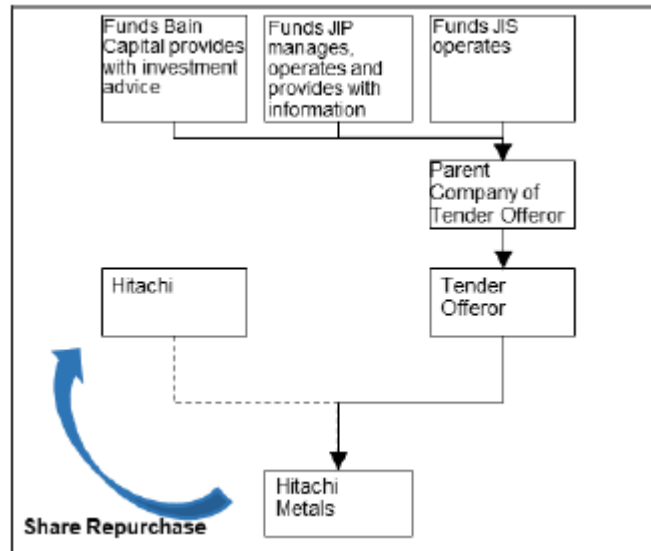 Funds Bain
Capital provides
with investment
advice
Funds JIP
manages,
operates and
provides with
information
Funds JIS
operates
Parent
Company of
Tender Offeror
Hitachi
Tender
Offeror
Hitachi
Metals
Share Repurchase